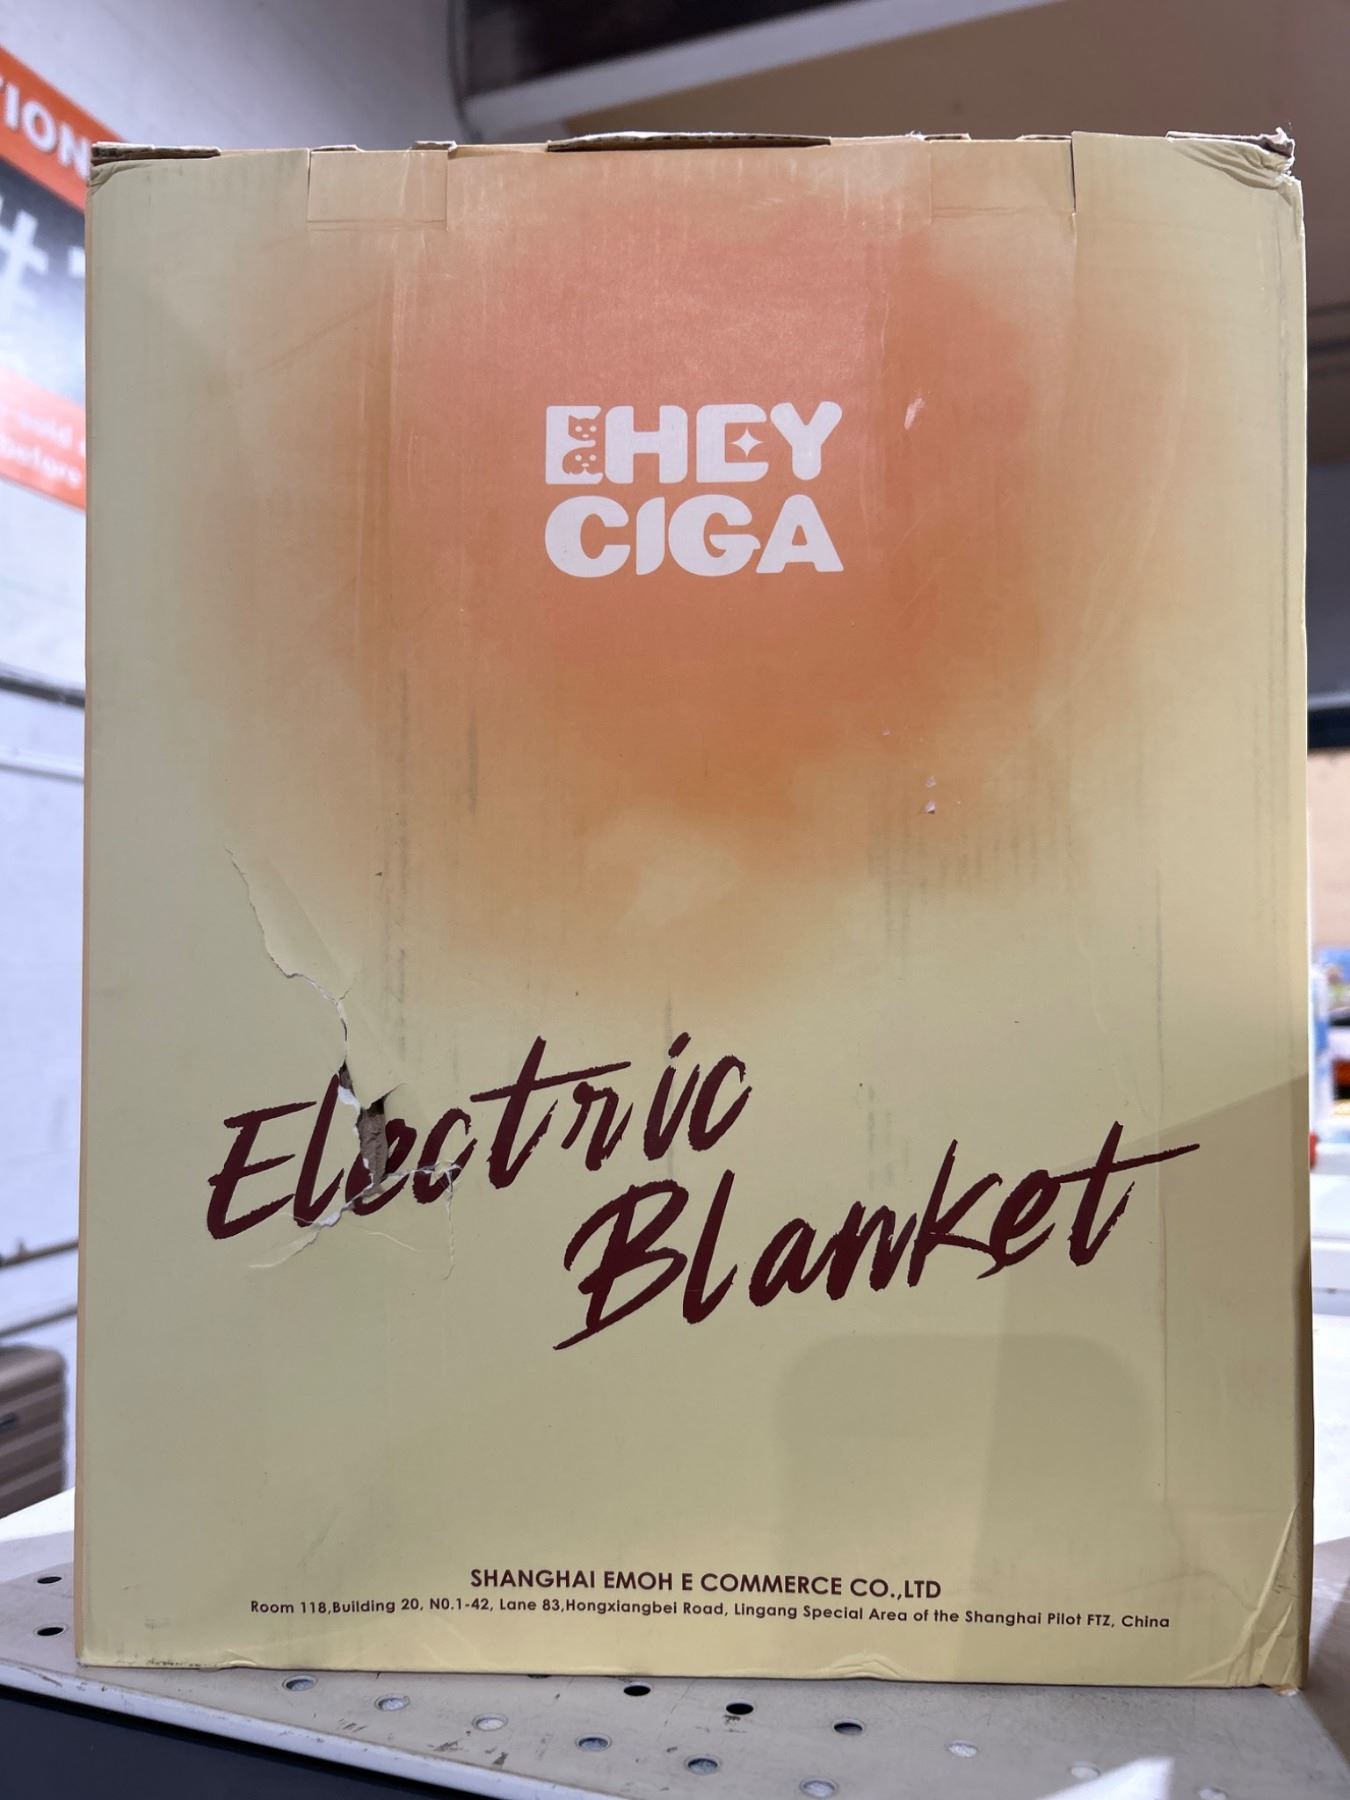 TION
#
EHEY
CIGA
Electric
Blanket
SHANGHAI EMOH E COMMERCE CO.,LTD
Room 118,Building 20, N0.1-42, Lane 83,Hongxiangbei Road, Lingang Special Area of the Shanghai Pilot FTZ, China